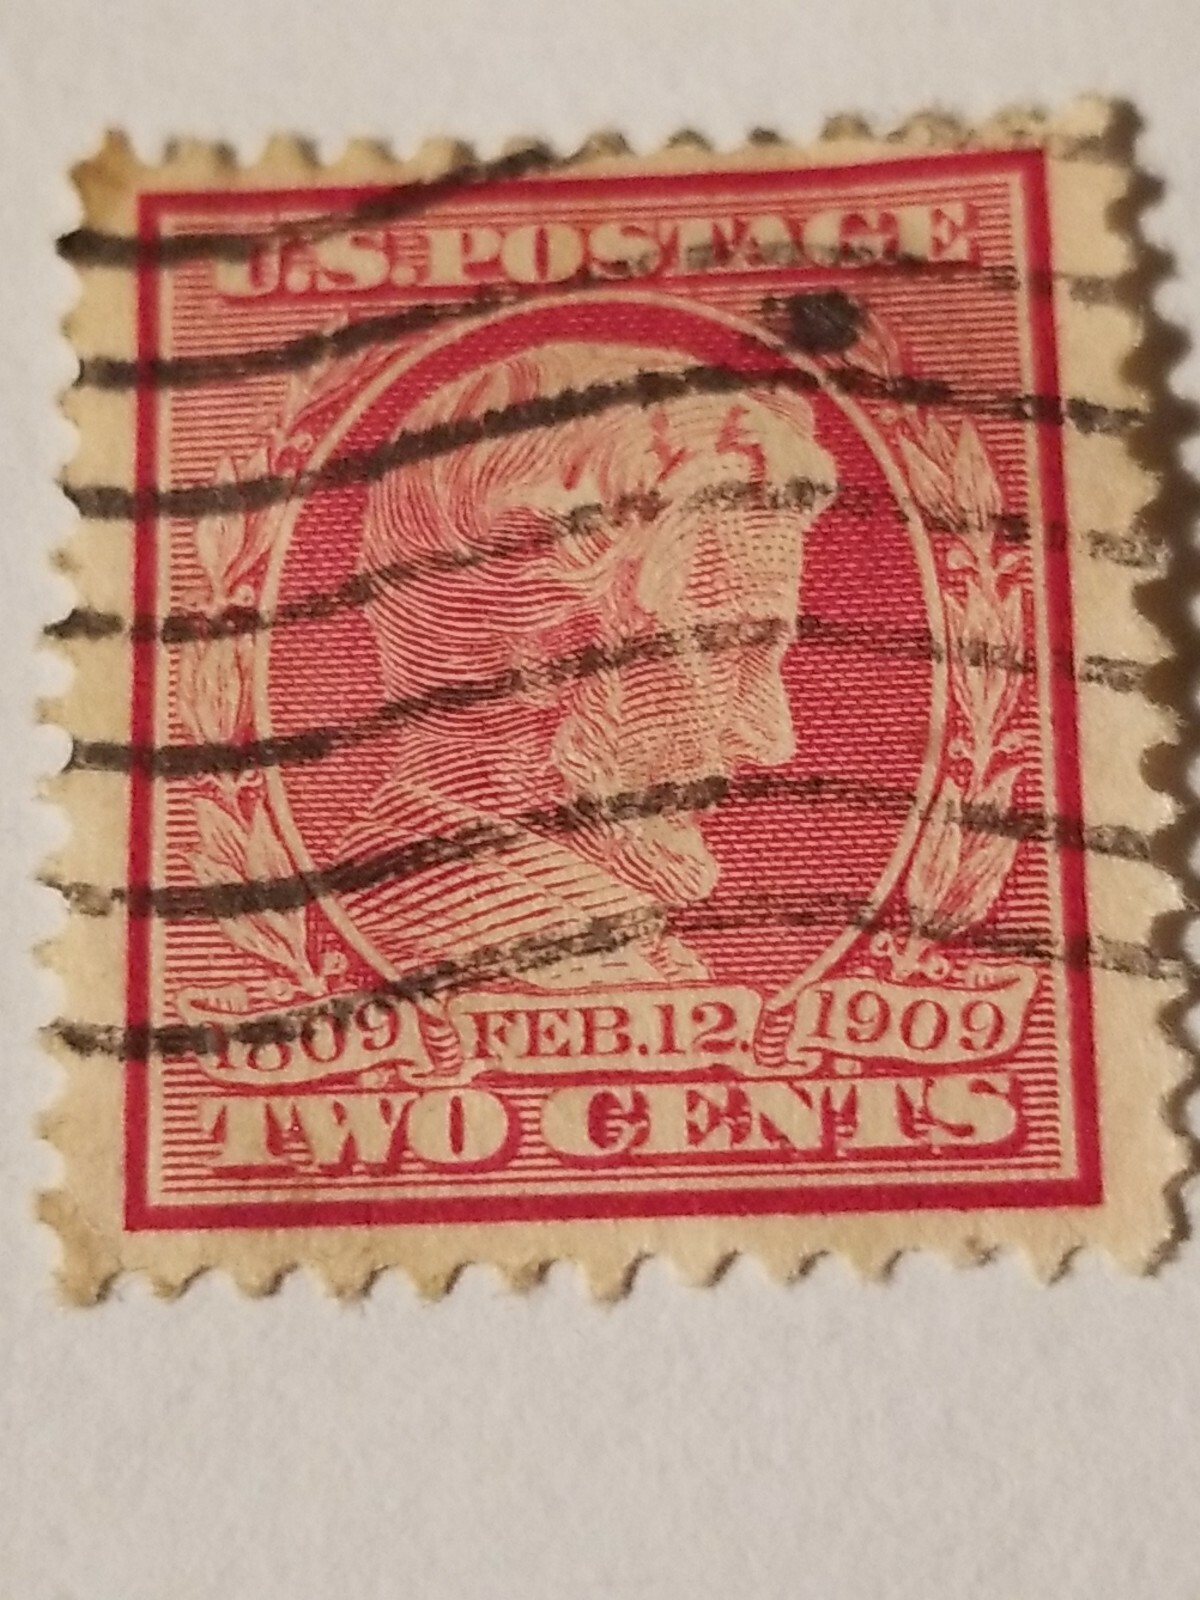 U.S.POSTAGE
1809 FEB.12. 1909
TWO CENTS